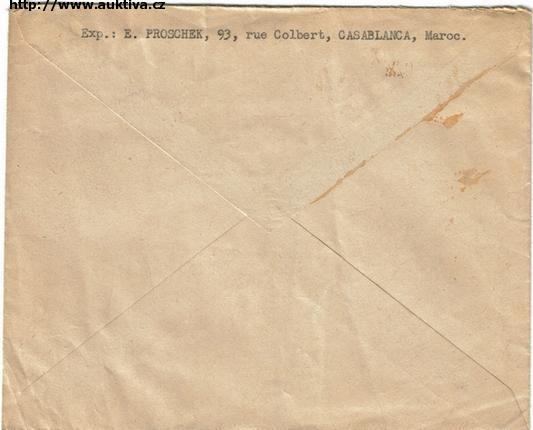 http://www.auktiva.cz
Exp.: E. PROSCHEK, 93, rue Colbert, CASABLANCA, Maroc.